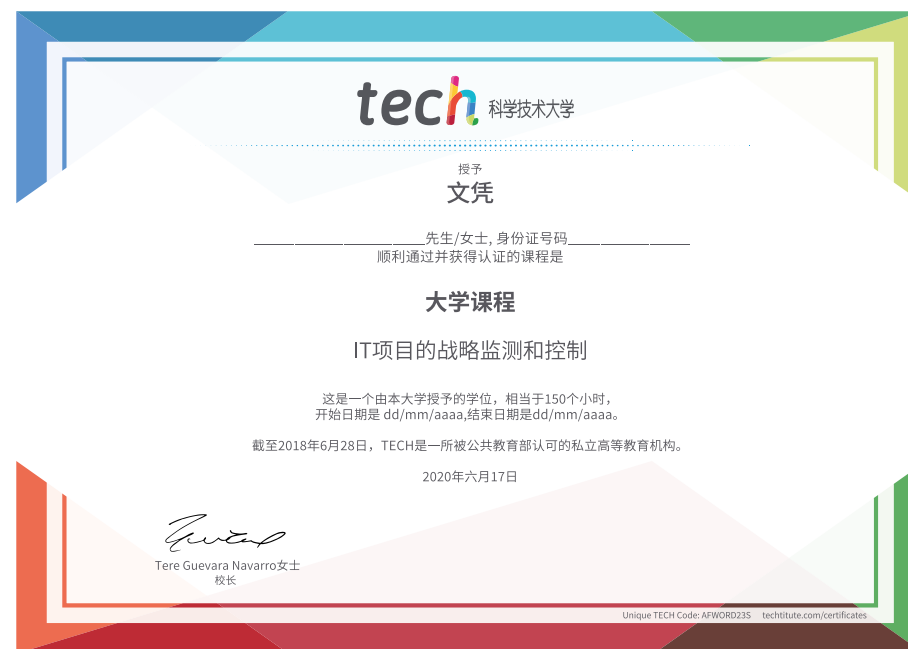 tech 科学技术大学
授予
文凭
______________________先生/女士, 身份证号码_______________
顺利通过并获得认证的课程是
大学课程
IT项目的战略监测和控制
这是一个由本大学授予的学位，相当于150个小时，
开始日期是 dd/mm/aaaa,结束日期是dd/mm/aaaa。
截至2018年6月28日，TECH是一所被公共教育部认可的私立高等教育机构。
2020年六月17日
Tere Guevara Navarro女士
校长
Unique TECH Code: AFWORD23S techtitute.com/certificates